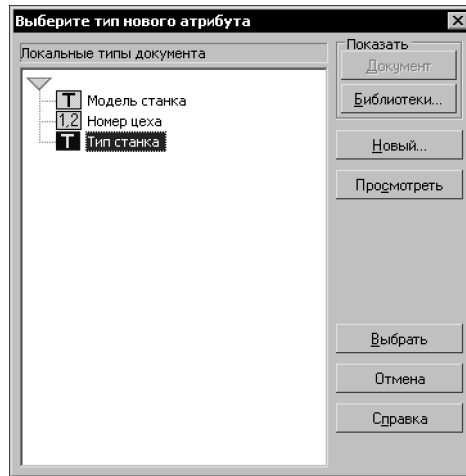 Выберите тип нового атрибута
Локальные типы документа
T Модель станка
1,2 Номер цеха
T Тип станка
Показать
Документ
Библиотеки...
Новый...
Просмотреть
Выбрать
Отмена
Справка